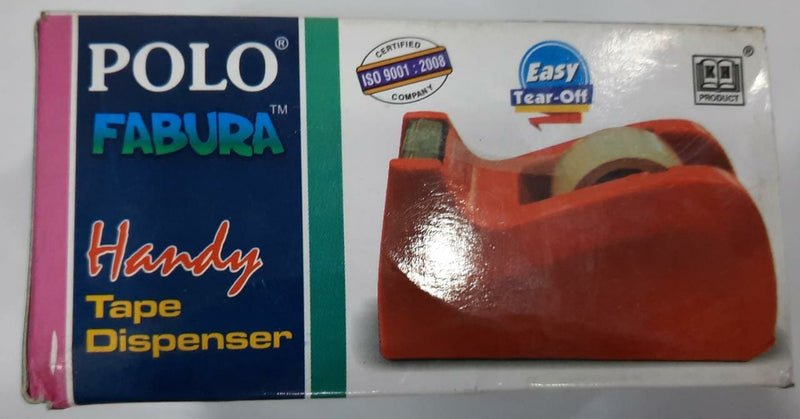 POLO®
FABURA™
Handy
Tape
Dispenser
CERTIFIED
ISO 9001 : 2008
COMPANY
Easy
Tear-Off
®
PRODUCT